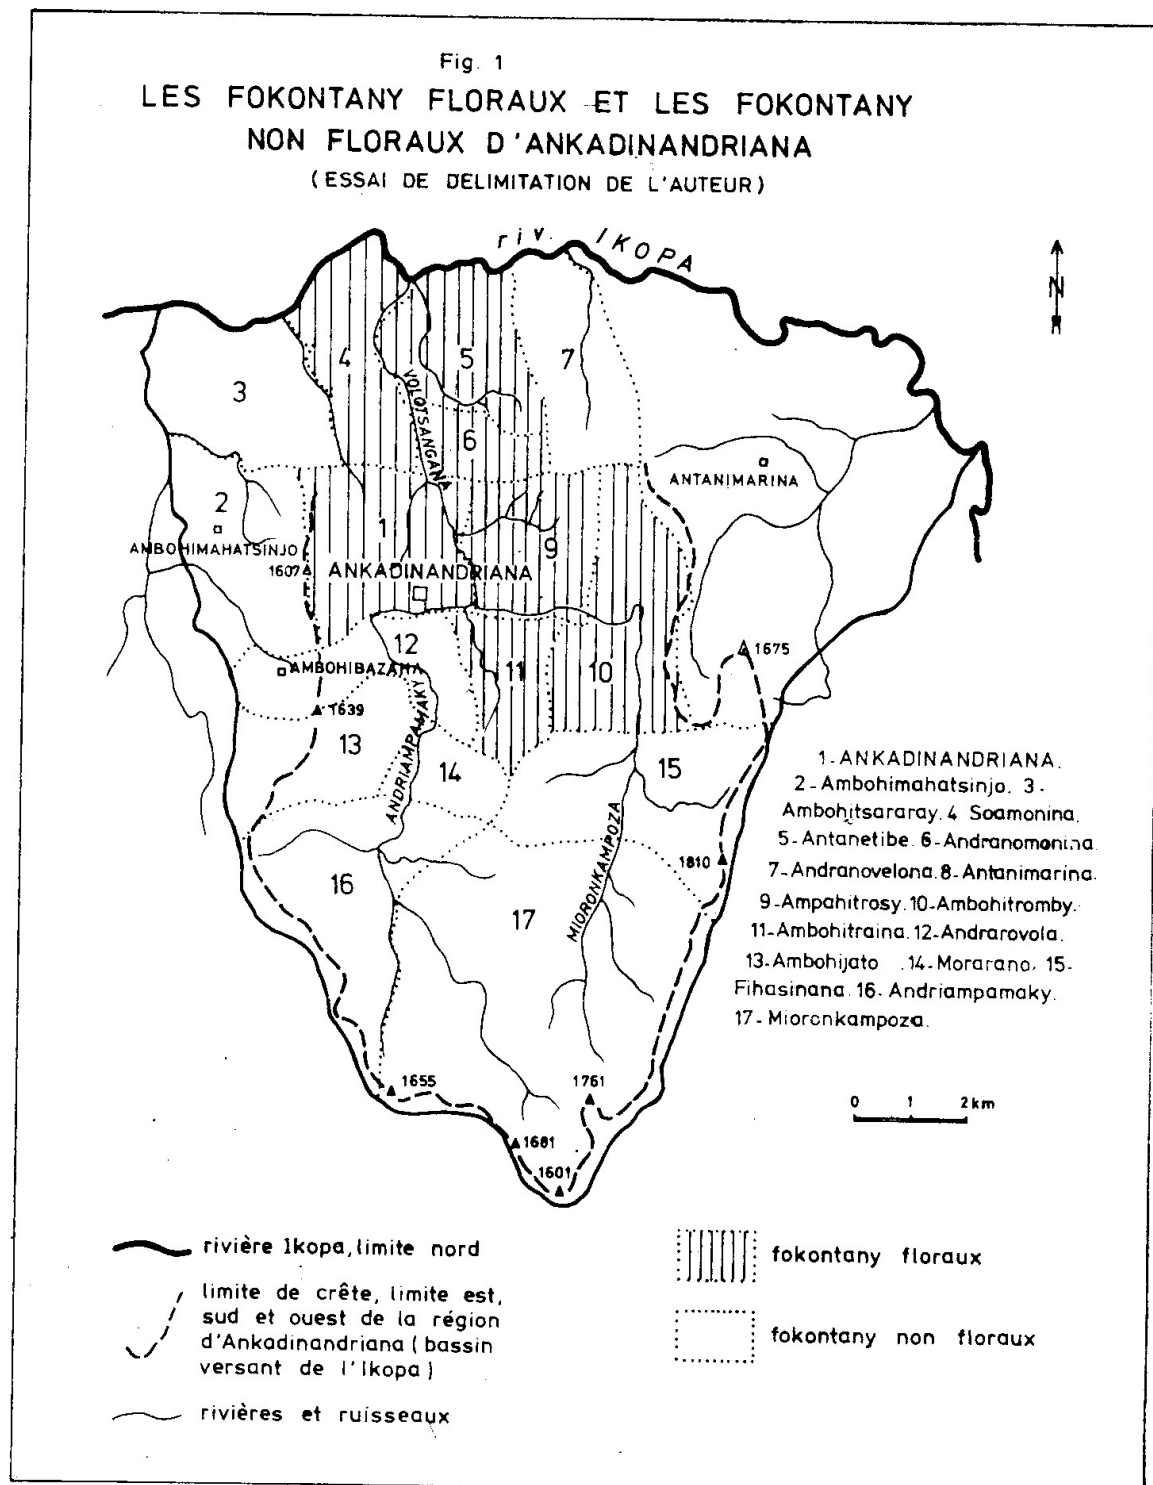 Fig. 1
LES FOKONTANY FLORAUX ET LES FOKONTANY
NON FLORAUX D'ANKADINANDRIANA
(ESSAI DE DELIMITATION DE L'AUTEUR)
riv. IKOPA
N
3
4
5
7
VOLOTSANGANA
6
ANTANIMARINA
2
1
9
AMBOHIMAHATSINJO
1607
ANKADINANDRIANA
12
1675
AMBOHIBAZAHA
11
10
1639
13
ANDRIAMPAMAKY
14
15
MIORONKAMPOZA
1810
16
17
1655
1761
1681
1601
1-ANKADINANDRIANA.
2-Ambohimahatsinjo. 3-
Ambohitsararay. 4 Soamonina.
5-Antanetibe. 6-Andranomonina
7-Andranovelona. 8-Antanimarina.
9-Ampahitrosy. 10-Ambohitromby.
11-Ambohitraina. 12-Andrarovola.
13-Ambohijato .14-Morarano. 15-
Fihasinana. 16-Andriampamaky.
17-Mioronkampoza.
0 1 2 km
rivière Ikopa, limite nord
limite de crête, limite est,
sud et ouest de la région
d'Ankadinandriana (bassin
versant de l'Ikopa)
rivières et ruisseaux
fokontany floraux
fokontany non floraux